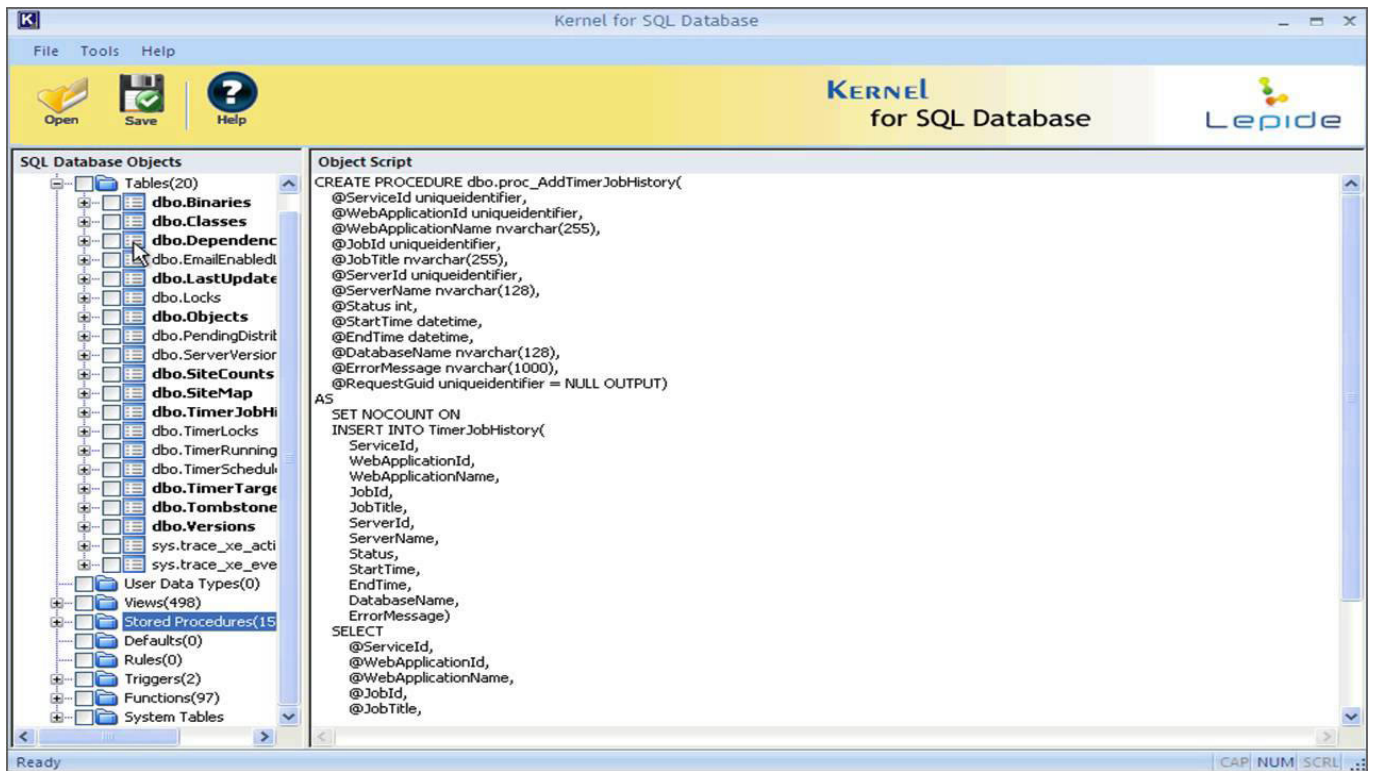 Kernel for SQL Database
File Tools Help
Open Save Help
KERNEL
for SQL Database
Lepide
SQL Database Objects
Tables(20)
dbo.Binaries
dbo.Classes
dbo.Dependenc
dbo.EmailEnabled
dbo.LastUpdate
dbo.Locks
dbo.Objects
dbo.PendingDistrib
dbo.ServerVersion
dbo.SiteCounts
dbo.SiteMap
dbo.TimerJobHi
dbo.TimerLocks
dbo.TimerRunning
dbo.TimerSchedul
dbo.TimerTarge
dbo.Tombstone
dbo.Versions
sys.trace_xe_acti
sys.trace_xe_eve
User Data Types(0)
Views(498)
Stored Procedures(15
Defaults(0)
Rules(0)
Triggers(2)
Functions(97)
System Tables
Object Script
CREATE PROCEDURE dbo.proc_AddTimerJobHistory(
@ServiceId uniqueidentifier,
@WebApplicationId uniqueidentifier,
@WebApplicationName nvarchar(255),
@JobId uniqueidentifier,
@JobTitle nvarchar(255),
@ServerId uniqueidentifier,
@ServerName nvarchar(128),
@Status int,
@StartTime datetime,
@EndTime datetime,
@DatabaseName nvarchar(128),
@ErrorMessage nvarchar(1000),
@RequestGuid uniqueidentifier = NULL OUTPUT)
AS
SET NOCOUNT ON
INSERT INTO TimerJobHistory(
ServiceId,
WebApplicationId,
WebApplicationName,
JobId,
JobTitle,
ServerId,
ServerName,
Status,
StartTime,
EndTime,
DatabaseName,
ErrorMessage)
SELECT
@ServiceId,
@WebApplicationId,
@WebApplicationName,
@JobId,
@JobTitle,
Ready
CAP NUM SCRL